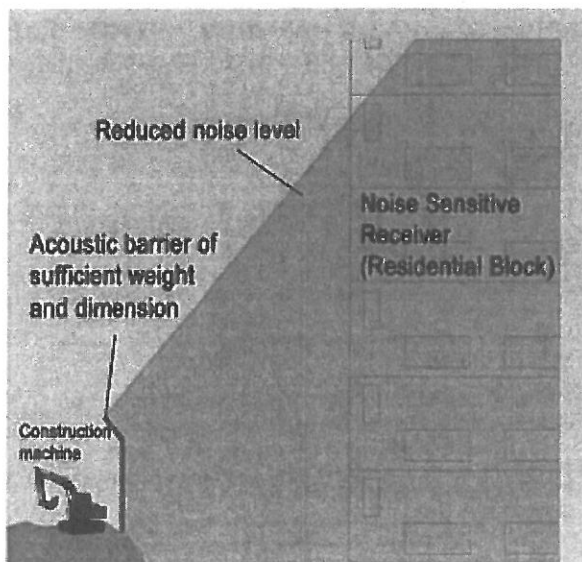 Reduced noise level
Noise Sensitive
Receiver
(Residential Block)
Acoustic barrier of
sufficient weight
and dimension
Construction
machine